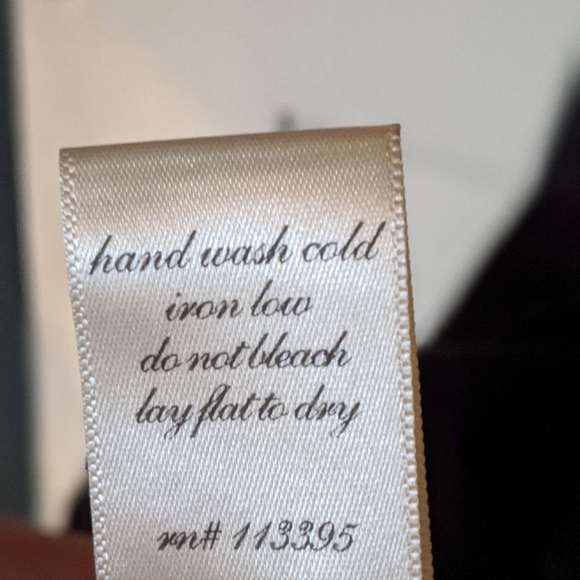 hand wash cold
iron low
do not bleach
lay flat to dry
rn# 113395